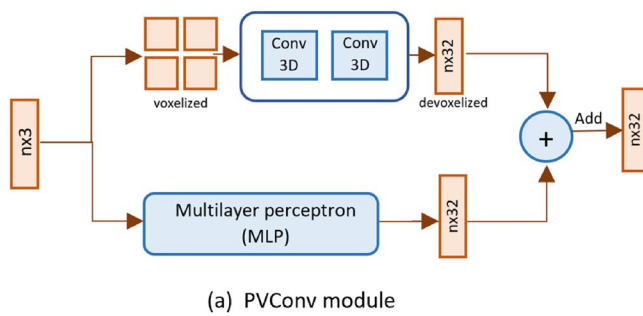 nx3
voxelized
Conv
3D
Conv
3D
nx32
devoxelized
Multilayer perceptron
(MLP)
nx32
+
Add
nx32
(a) PVConv module